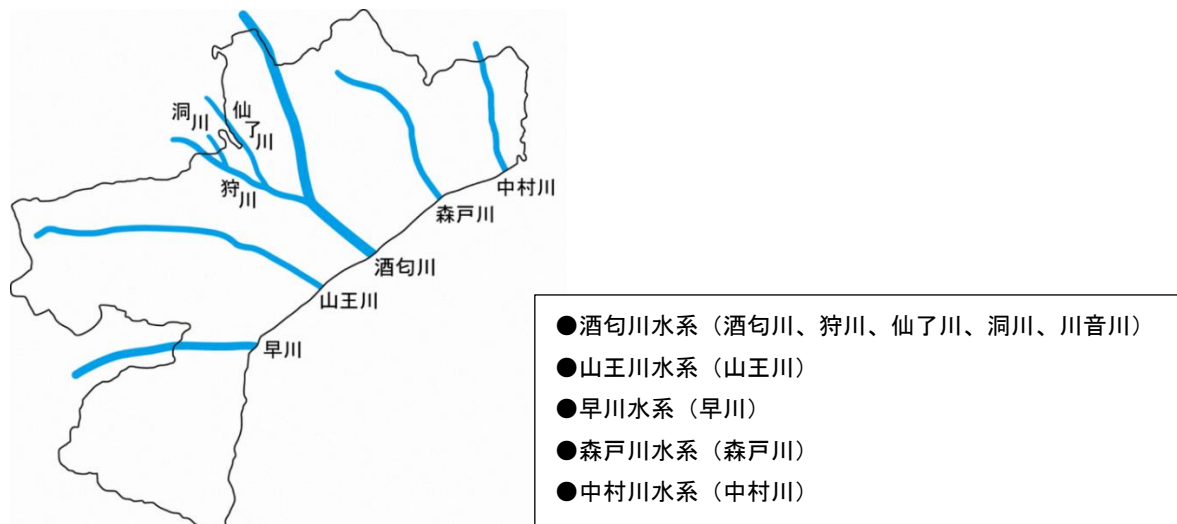 洞川
仙了川
狩川
中村川
森戸川
酒匂川
山王川
早川
●酒匂川水系（酒匂川、狩川、仙了川、洞川、川音川）
●山王川水系（山王川）
●早川水系（早川）
●森戸川水系（森戸川）
●中村川水系（中村川）